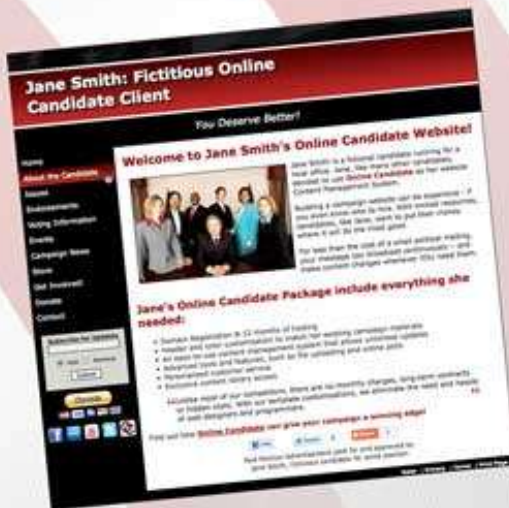 Jane Smith: Fictitious Online
Candidate Client
You Deserve Better!
Home
About the Candidate
Issues
Endorsements
Voting Information
Events
Campaign News
Store
Get Involved!
Donate
Contact
Subscribe for Updates
Donate
Welcome to Jane Smith's Online Candidate Website!
Jane Smith is a fictional candidate running for a
local office. Jane, like many other candidates,
decided to use Online Candidate as her website
Content Management System.
Building a campaign website can be expensive - if
you even know who to hire. With limited resources,
candidates, like Jane, want to put their money
where it will do the most good.
For less than the cost of a small political mailing,
your message can broadcast continuously - and
make content changes whenever you need them.
Jane's Online Candidate Package include everything she
needed:
• Domain Registration & 12 months of hosting
• Header and color customization to match her existing campaign materials
• An easy-to-use content management system that allows unlimited updates
• Advanced tools and features, such as file uploading and online polls
• Personalized customer service
• Exclusive content library access
Unlike most of our competitors, there are no monthly charges, long-term contracts
or hidden costs. With our template customizations, we eliminate the need and hassle
of web designers and programmers.
Find out how Online Candidate can give your campaign a winning edge!